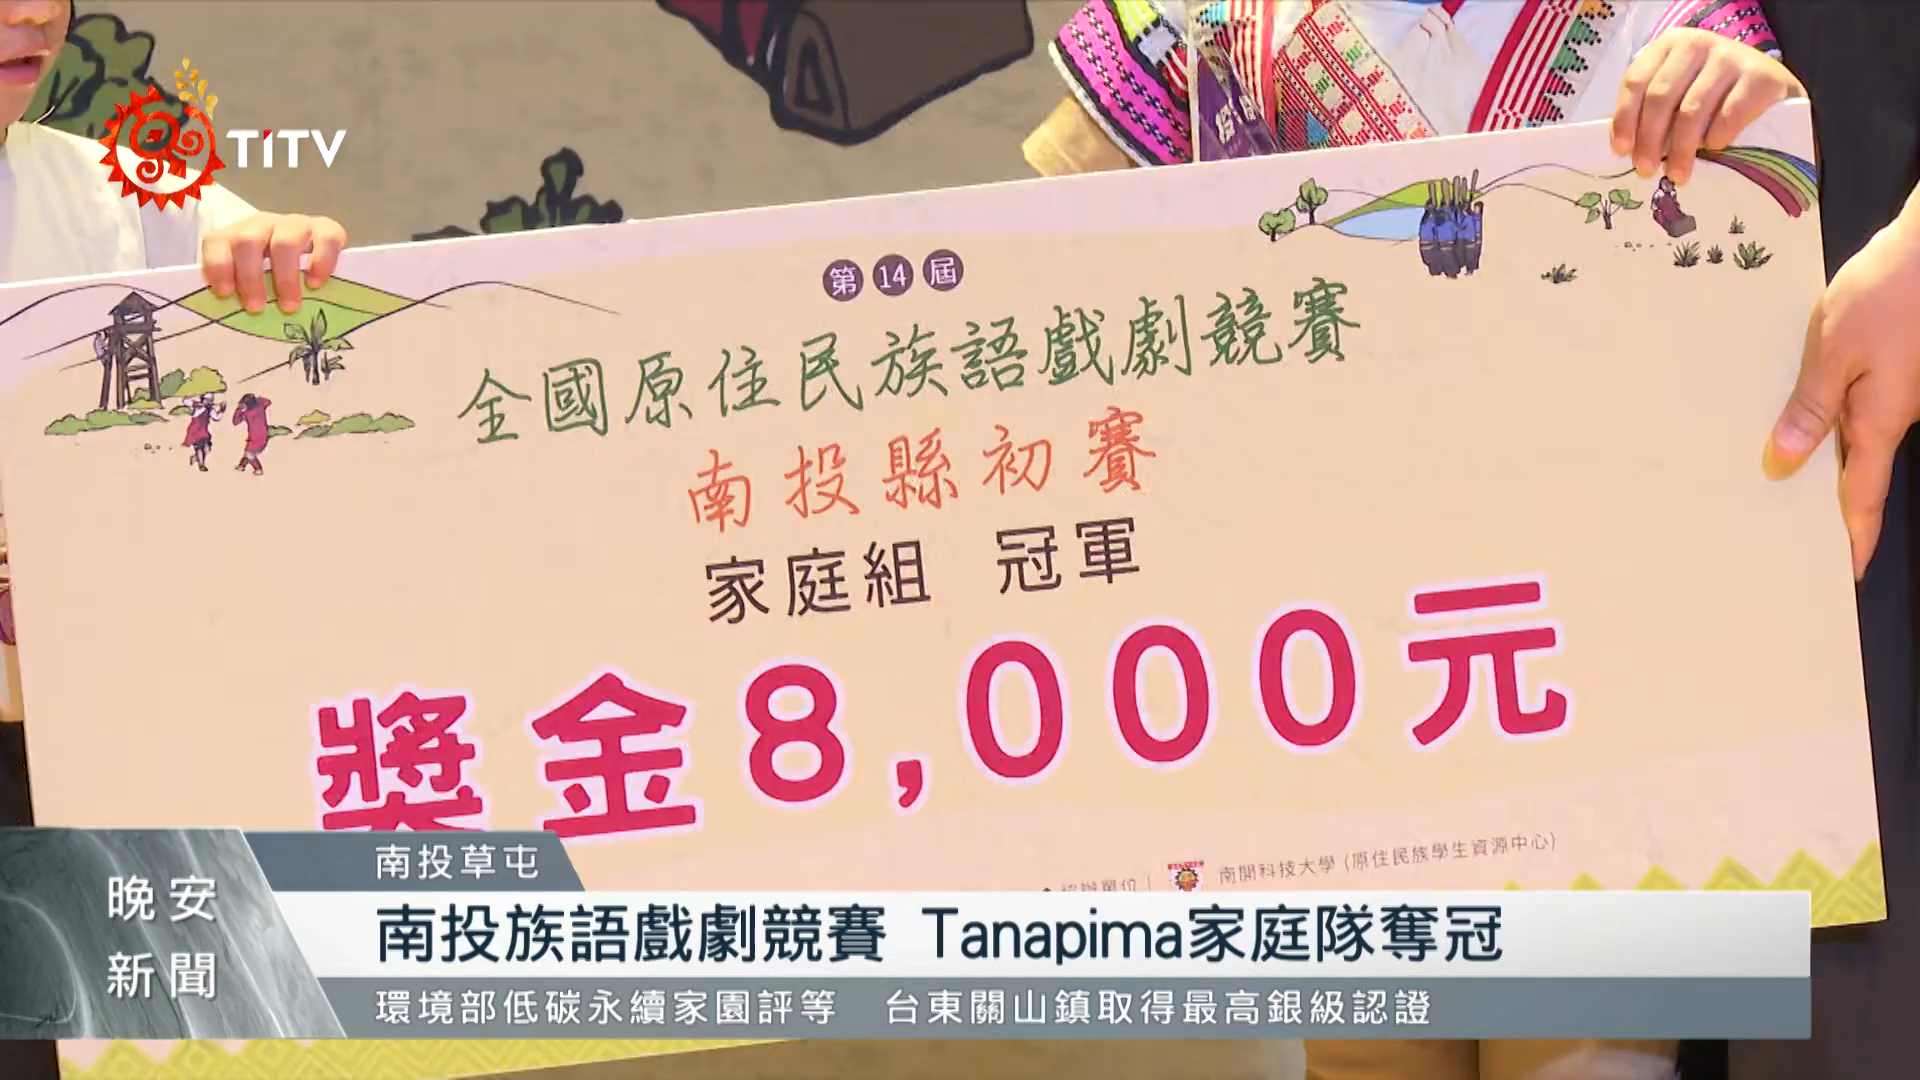 TiTV
第14屆
全國原住民族語戲劇競賽
南投縣初賽
家庭組 冠軍
獎金8,000元
協辦單位 | 南開科技大學 (原住民族學生資源中心)
南投草屯
晚安
新聞
南投族語戲劇競賽 Tanapima家庭隊奪冠
環境部低碳永續家園評等 台東關山鎮取得最高銀級認證